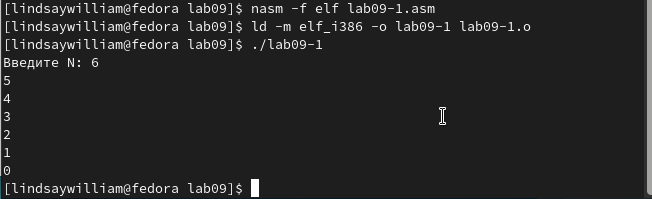 [lindsaywilliam@fedora lab09]$ nasm -f elf lab09-1.asm
[lindsaywilliam@fedora lab09]$ ld -m elf_i386 -o lab09-1 lab09-1.o
[lindsaywilliam@fedora lab09]$ ./lab09-1
Введите N: 6
5
4
3
2
1
0
[lindsaywilliam@fedora lab09]$